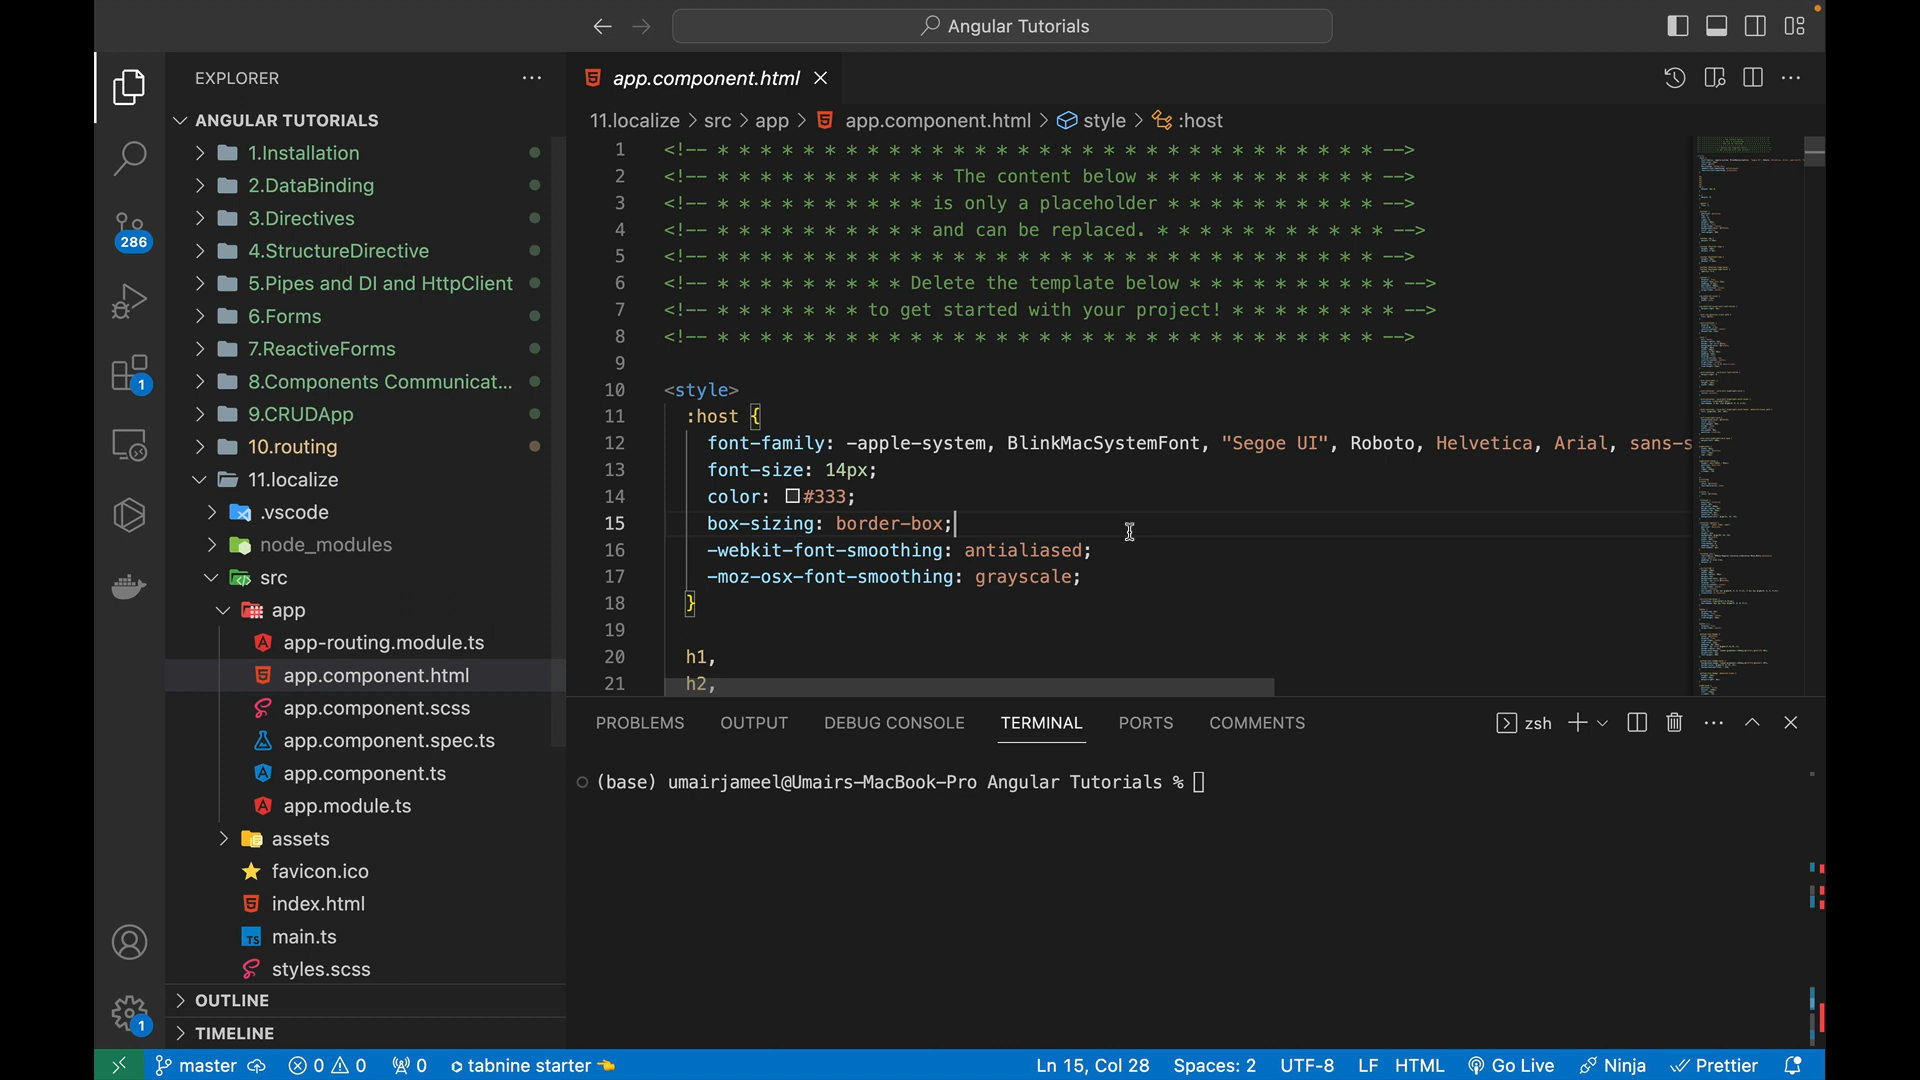 Angular Tutorials
EXPLORER
ANGULAR TUTORIALS
1.Installation
2.DataBinding
3.Directives
4.StructureDirective
5.Pipes and DI and HttpClient
6.Forms
7.ReactiveForms
8.Components Communicat...
9.CRUDApp
10.routing
11.localize
.vscode
node_modules
src
app
app-routing.module.ts
app.component.html
app.component.scss
app.component.spec.ts
app.component.ts
app.module.ts
assets
favicon.ico
index.html
main.ts
styles.scss
OUTLINE
TIMELINE
286
1
1
app.component.html
11.localize > src > app > app.component.html > style > :host
1 <!-- * * * * * * * * * * * * * * * * * * * * * * * * * * * * * * * -->
2 <!-- * * * * * * * * * * * The content below * * * * * * * * * * * -->
3 <!-- * * * * * * * * * * is only a placeholder * * * * * * * * * * -->
4 <!-- * * * * * * * * * * and can be replaced. * * * * * * * * * * * -->
5 <!-- * * * * * * * * * * * * * * * * * * * * * * * * * * * * * * * -->
6 <!-- * * * * * * * * * Delete the template below * * * * * * * * * * -->
7 <!-- * * * * * * * to get started with your project! * * * * * * * * -->
8 <!-- * * * * * * * * * * * * * * * * * * * * * * * * * * * * * * * -->
9
10 <style>
11 :host {
12 font-family: -apple-system, BlinkMacSystemFont, "Segoe UI", Roboto, Helvetica, Arial, sans-s
13 font-size: 14px;
14 color: #333;
15 box-sizing: border-box;
16 -webkit-font-smoothing: antialiased;
17 -moz-osx-font-smoothing: grayscale;
18 }
19
20 h1,
21 h2,
PROBLEMS OUTPUT DEBUG CONSOLE TERMINAL PORTS COMMENTS zsh
(base) umairjameel@Umairs-MacBook-Pro Angular Tutorials %
master 0 0 0 tabnine starter Ln 15, Col 28 Spaces: 2 UTF-8 LF HTML Go Live Ninja Prettier